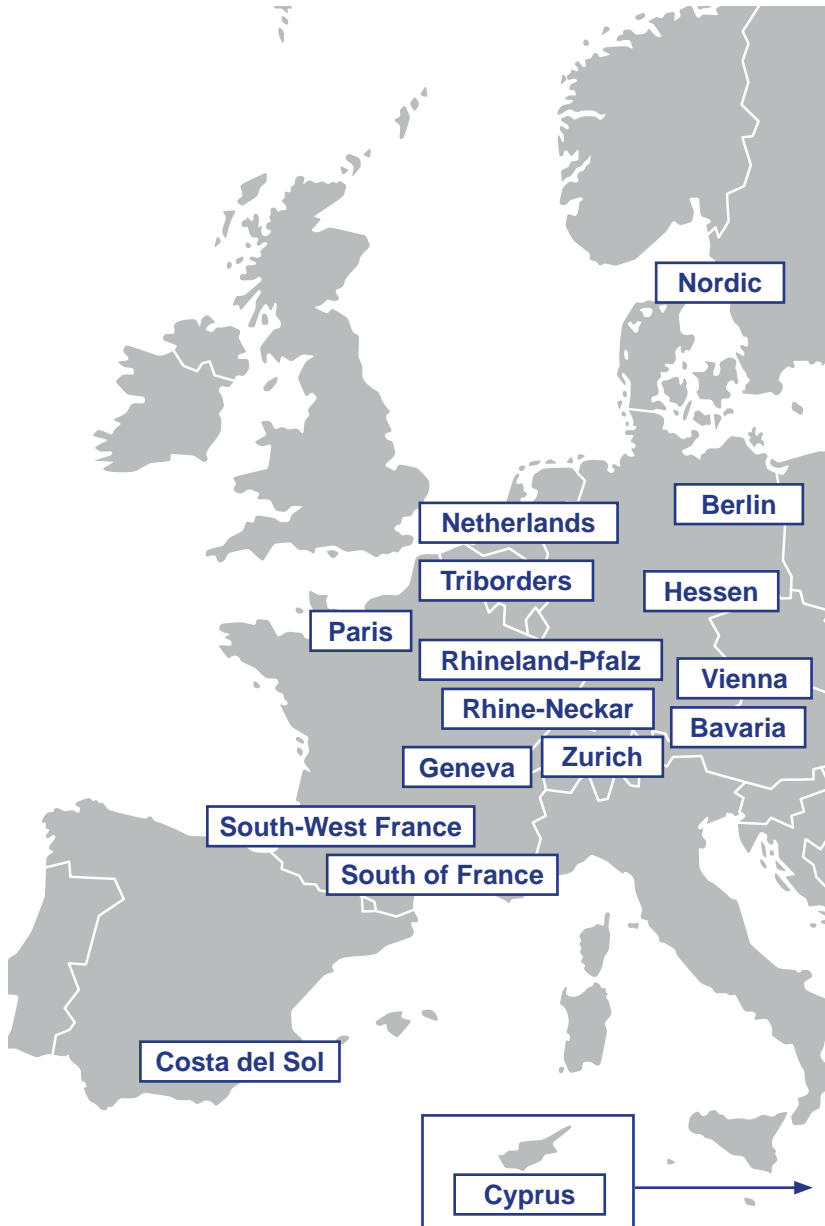 Nordic
Berlin
Netherlands
Triborders
Hessen
Paris
Rhineland-Pfalz
Vienna
Rhine-Neckar
Bavaria
Zurich
Geneva
South-West France
South of France
Costa del Sol
Cyprus